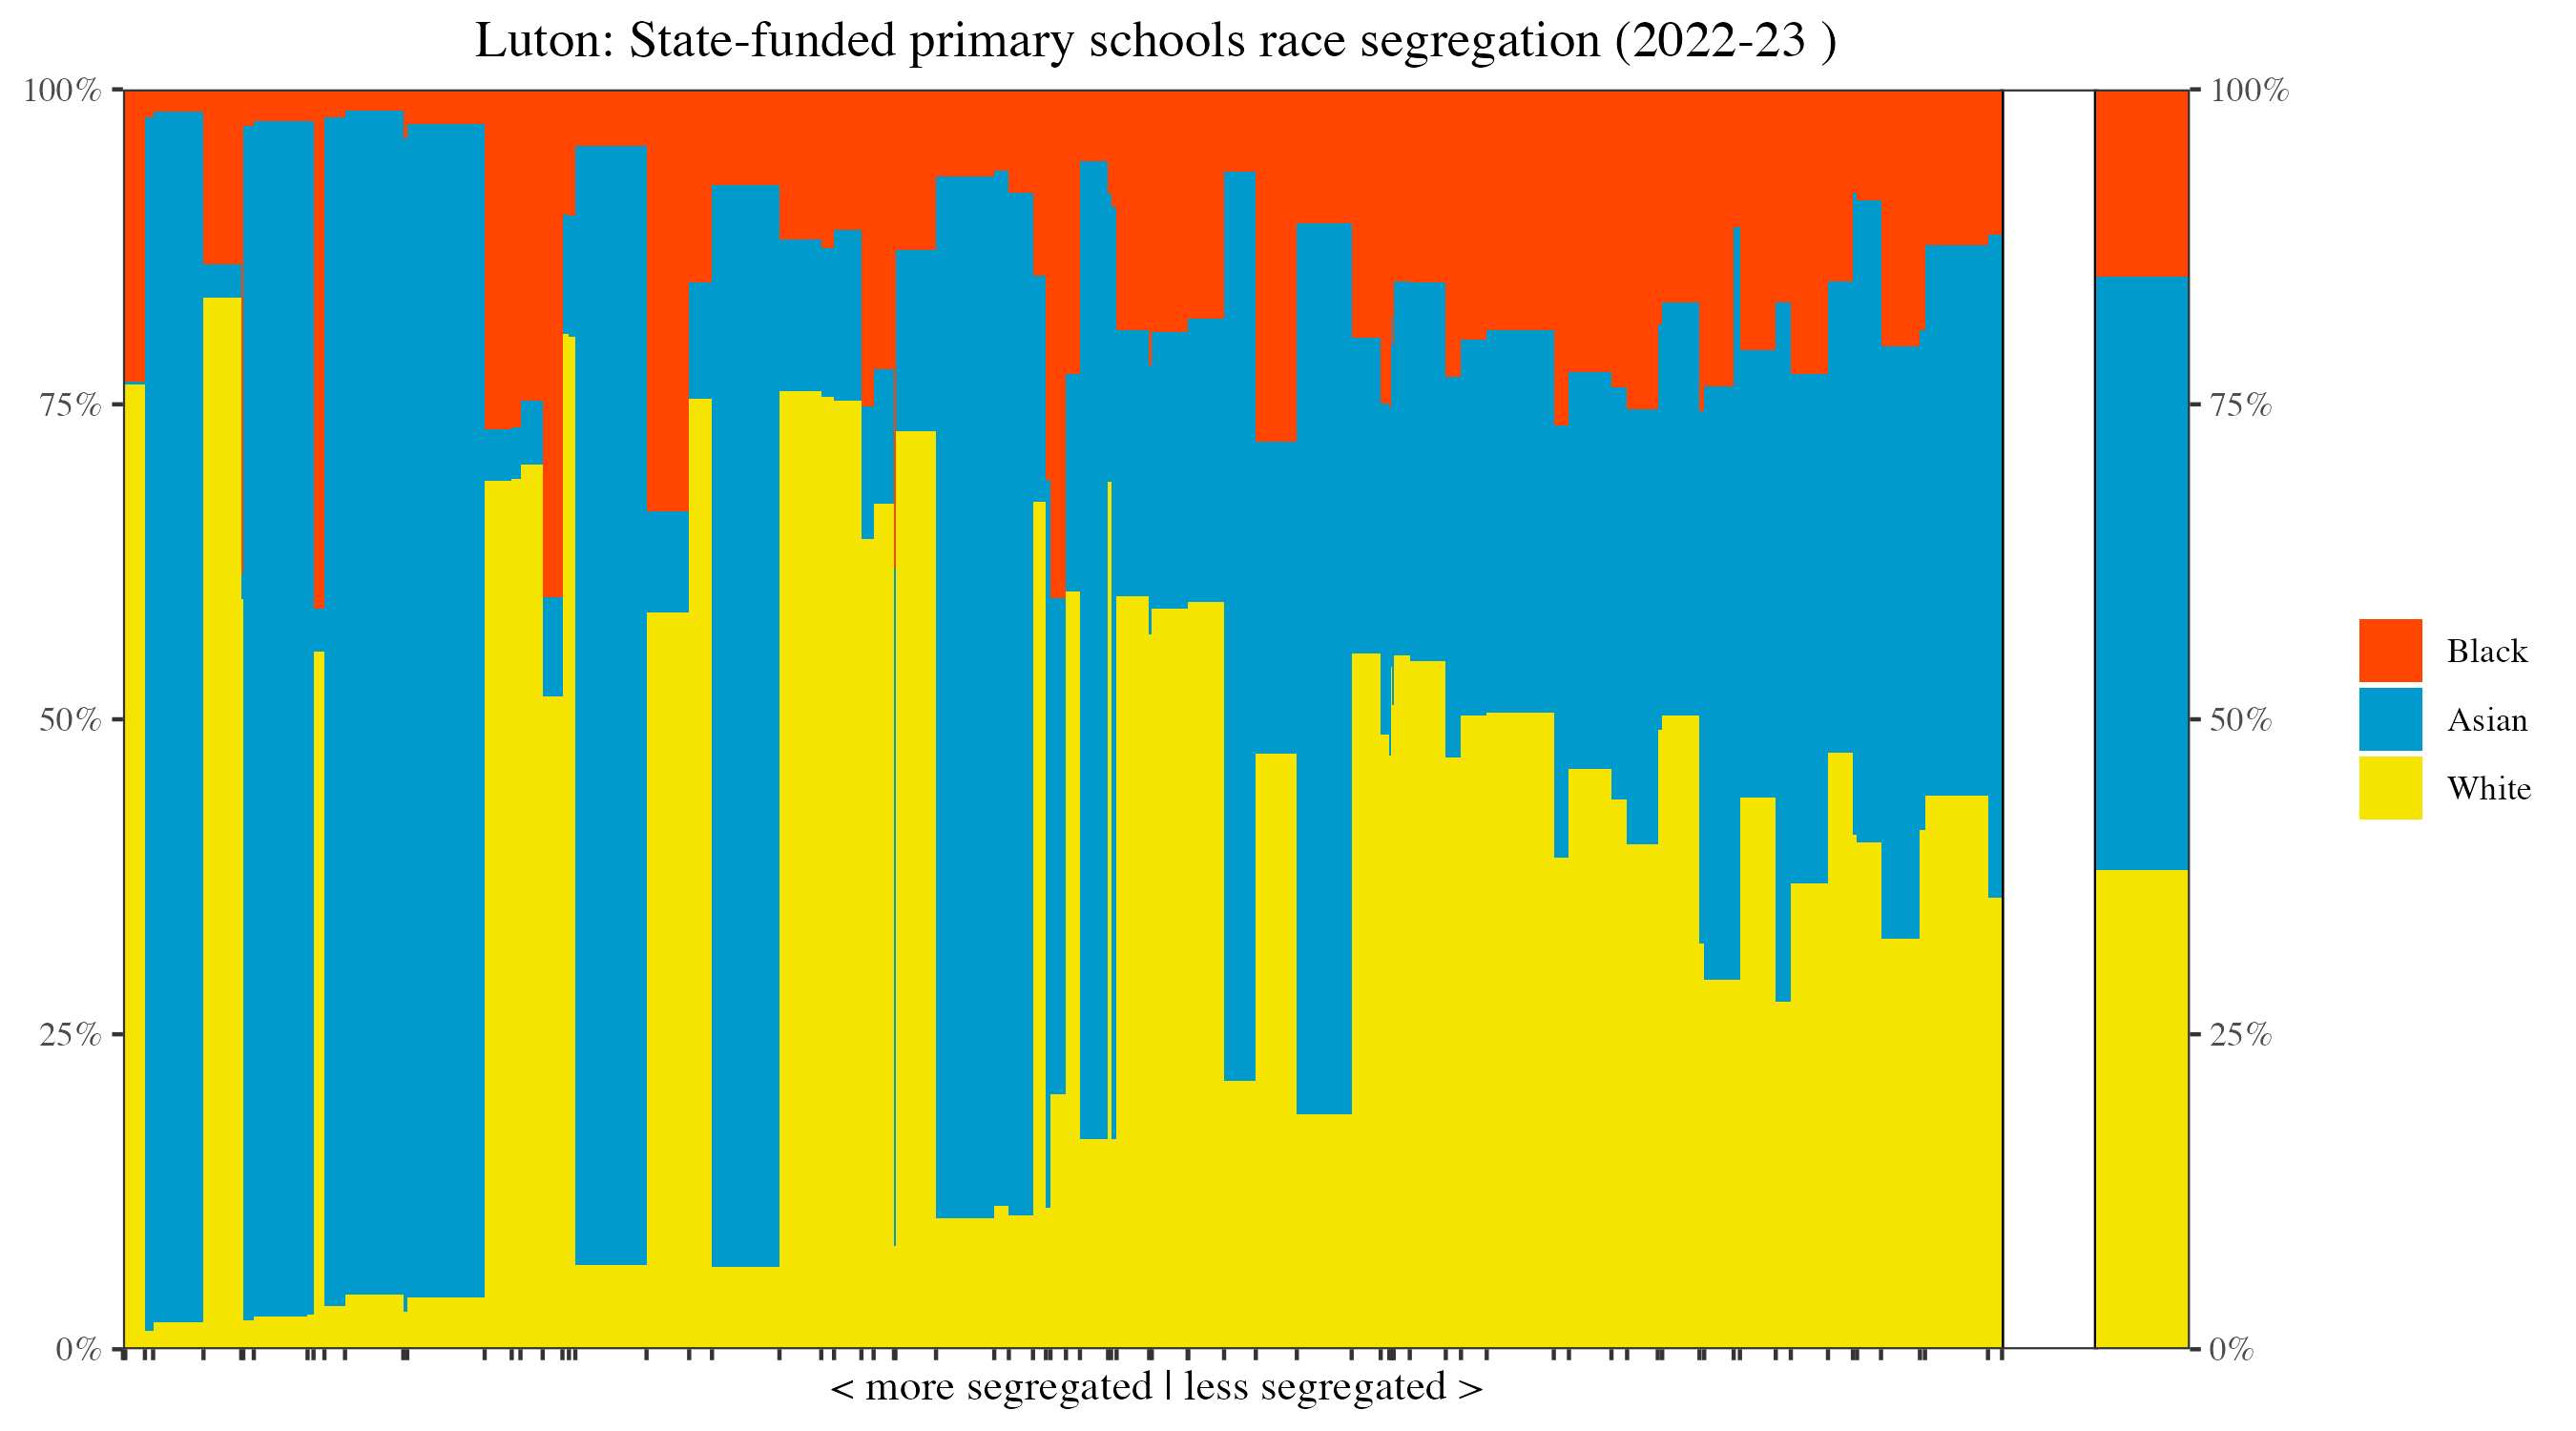 Luton: State-funded primary schools race segregation (2022-23 )
100% 100%
75% 75%
50% 50%
25% 25%
0% 0%
Black
Asian
White
< more segregated | less segregated >